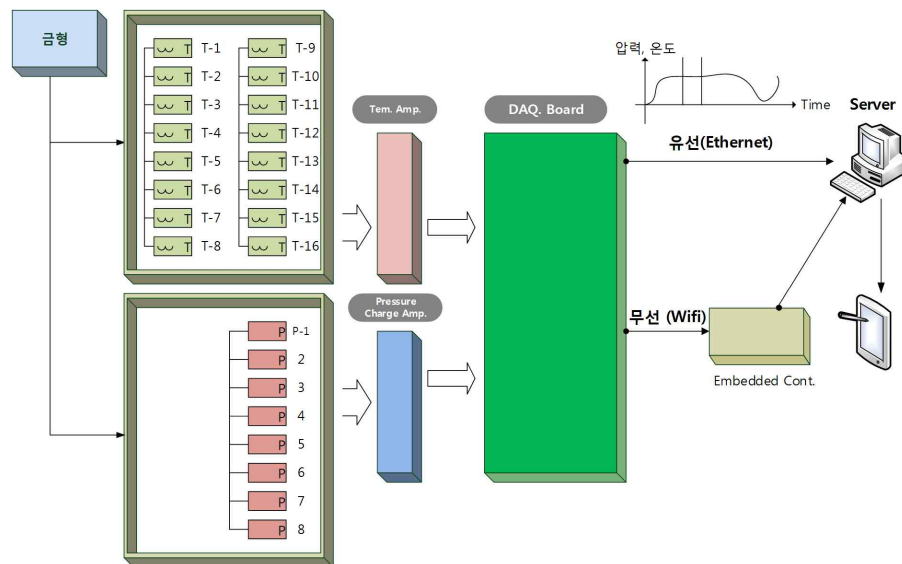 금형
T T-1
T T-2
T T-3
T T-4
T T-5
T T-6
T T-7
T T-8
T T-9
T T-10
T T-11
T T-12
T T-13
T T-14
T T-15
T T-16
P P-1
P 2
P 3
P 4
P 5
P 6
P 7
P 8
Tem. Amp.
Pressure
Charge Amp.
DAQ. Board
압력, 온도
Time
유선(Ethernet)
무선 (Wifi)
Embedded Cont.
Server